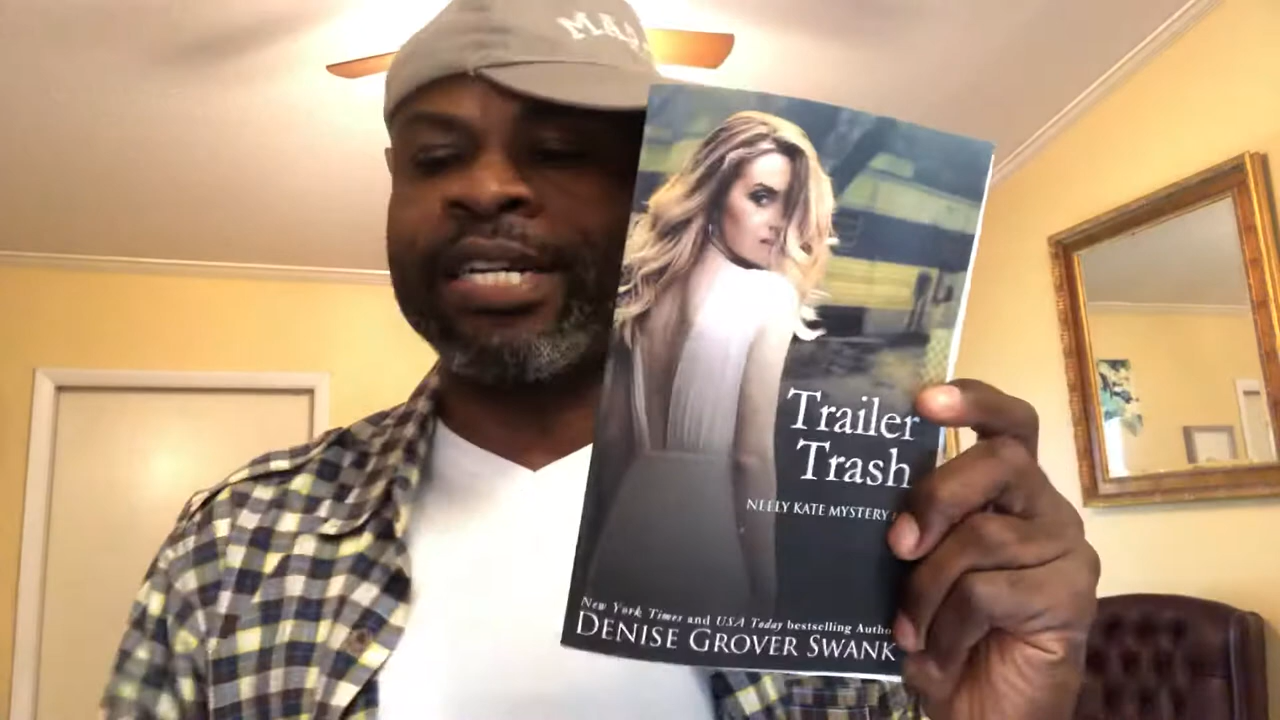 Trailer
Trash
NEELY KATE MYSTERY
New York Times and USA Today bestselling Autho
DENISE GROVER SWANK